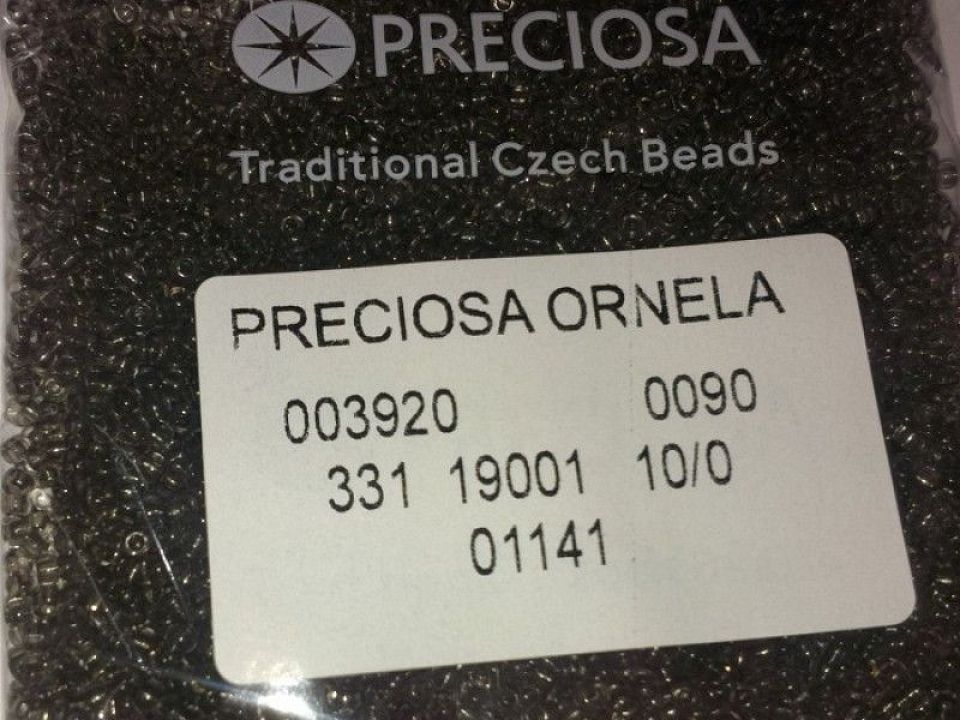 PRECIOSA
Traditional Czech Beads
PRECIOSA ORNELA
003920 0090
331 19001 10/0
01141